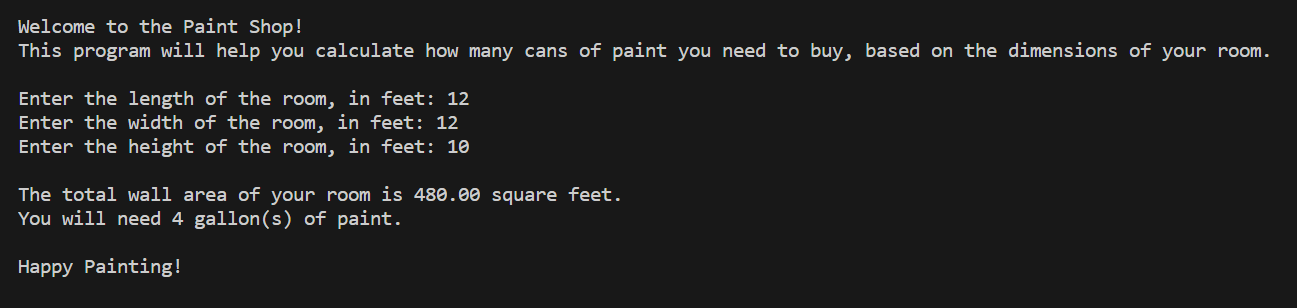 Welcome to the Paint Shop!
This program will help you calculate how many cans of paint you need to buy, based on the dimensions of your room.
Enter the length of the room, in feet: 12
Enter the width of the room, in feet: 12
Enter the height of the room, in feet: 10
The total wall area of your room is 480.00 square feet.
You will need 4 gallon(s) of paint.
Happy Painting!